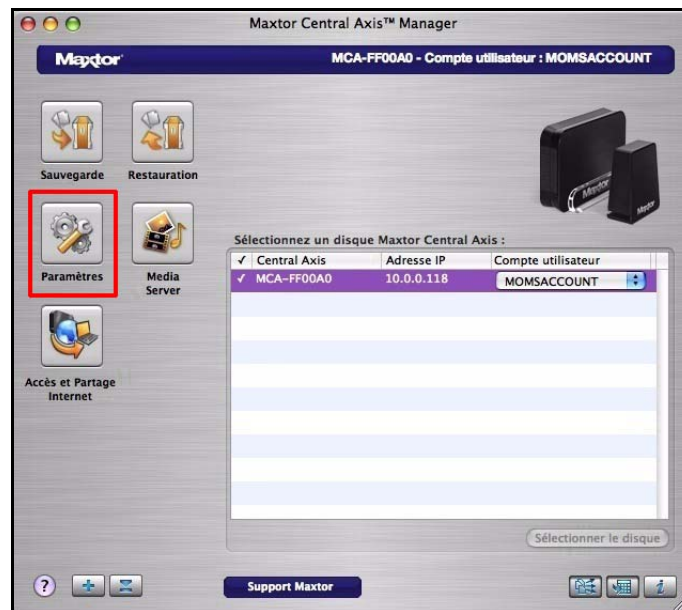 Maxtor Central Axis™ Manager
Maxtor
MCA-FF00A0 - Compte utilisateur : MOMSACCOUNT
Sauvegarde
Restauration
Paramètres
Media
Server
Accès et Partage
Internet
Maxtor
Maxtor
Sélectionnez un disque Maxtor Central Axis :
✓ Central Axis Adresse IP Compte utilisateur
✓ MCA-FF00A0 10.0.0.118 MOMSACCOUNT
Sélectionner le disque
?
Support Maxtor
i